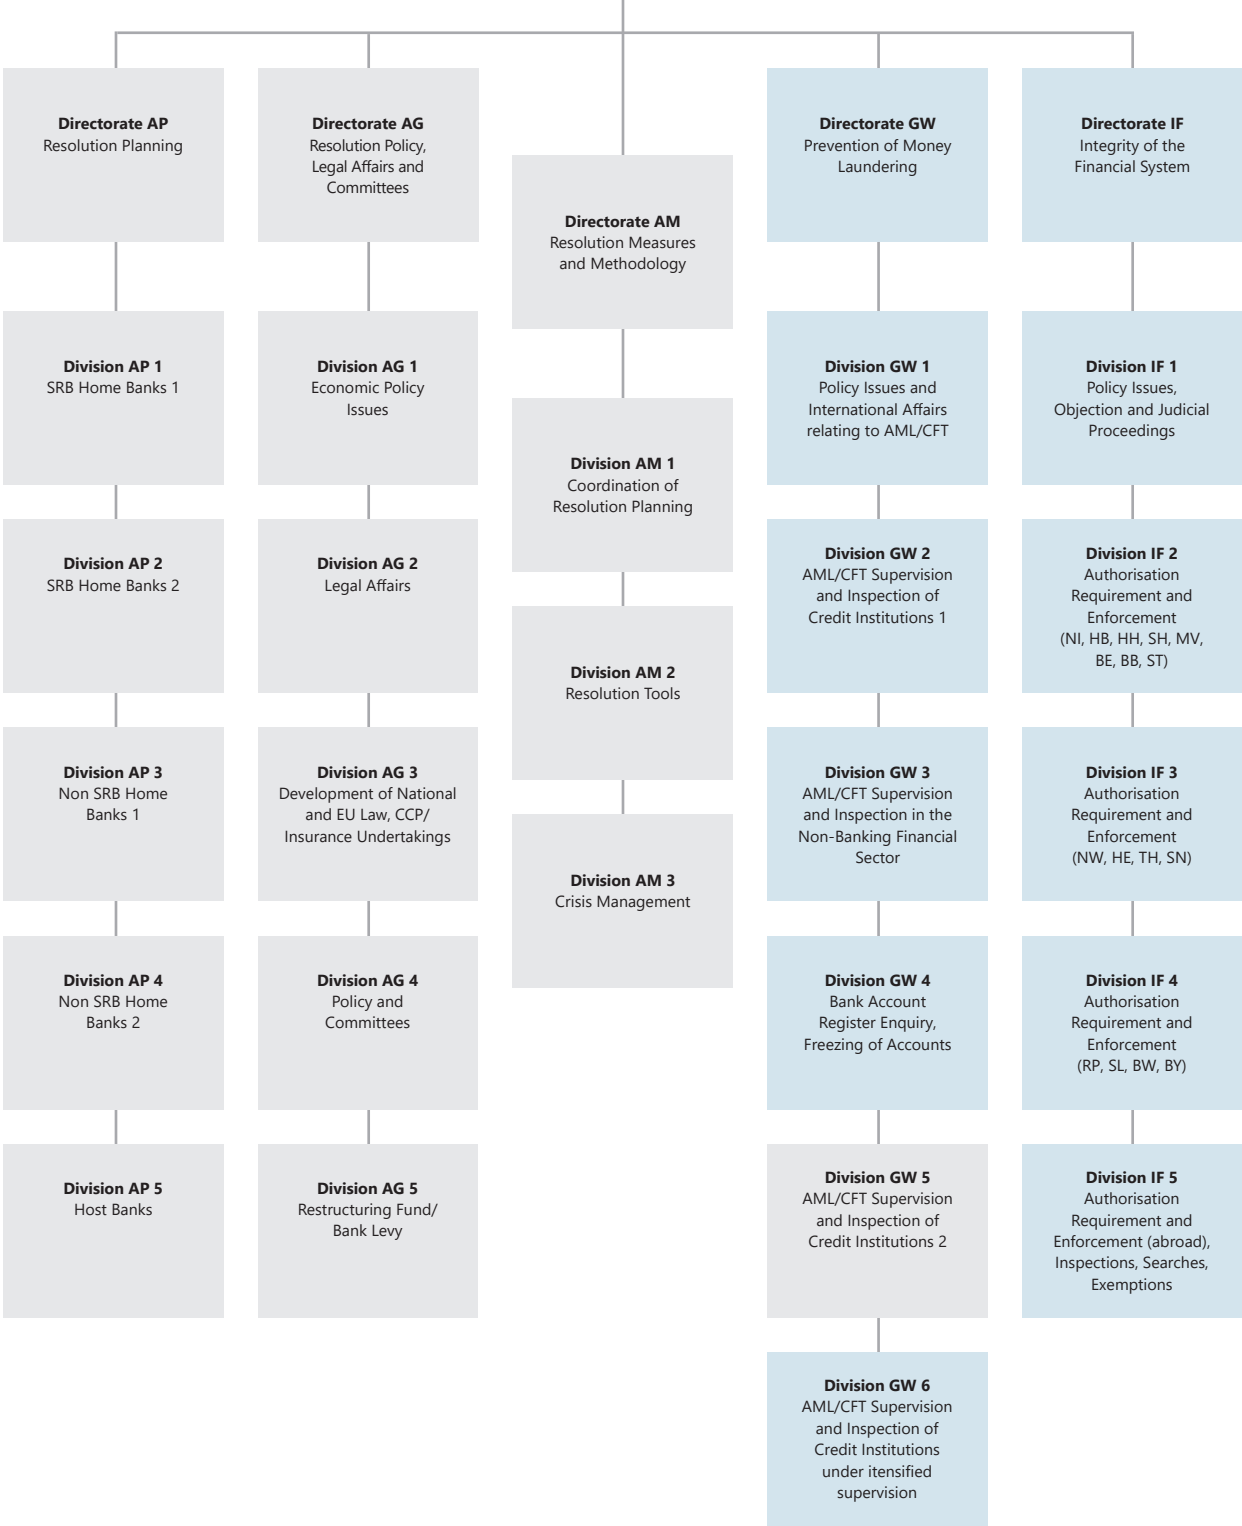 Directorate AP
Resolution Planning
Division AP 1
SRB Home Banks 1
Division AP 2
SRB Home Banks 2
Division AP 3
Non SRB Home
Banks 1
Division AP 4
Non SRB Home
Banks 2
Division AP 5
Host Banks
Directorate AG
Resolution Policy,
Legal Affairs and
Committees
Division AG 1
Economic Policy
Issues
Division AG 2
Legal Affairs
Division AG 3
Development of National
and EU Law, CCP/
Insurance Undertakings
Division AG 4
Policy and
Committees
Division AG 5
Restructuring Fund/
Bank Levy
Directorate AM
Resolution Measures
and Methodology
Division AM 1
Coordination of
Resolution Planning
Division AM 2
Resolution Tools
Division AM 3
Crisis Management
Directorate GW
Prevention of Money
Laundering
Division GW 1
Policy Issues and
International Affairs
relating to AML/CFT
Division GW 2
AML/CFT Supervision
and Inspection of
Credit Institutions 1
Division GW 3
AML/CFT Supervision
and Inspection in the
Non-Banking Financial
Sector
Division GW 4
Bank Account
Register Enquiry,
Freezing of Accounts
Division GW 5
AML/CFT Supervision
and Inspection of
Credit Institutions 2
Division GW 6
AML/CFT Supervision
and Inspection of
Credit Institutions
under itensified
supervision
Directorate IF
Integrity of the
Financial System
Division IF 1
Policy Issues,
Objection and Judicial
Proceedings
Division IF 2
Authorisation
Requirement and
Enforcement
(NI, HB, HH, SH, MV,
BE, BB, ST)
Division IF 3
Authorisation
Requirement and
Enforcement
(NW, HE, TH, SN)
Division IF 4
Authorisation
Requirement and
Enforcement
(RP, SL, BW, BY)
Division IF 5
Authorisation
Requirement and
Enforcement (abroad),
Inspections, Searches,
Exemptions